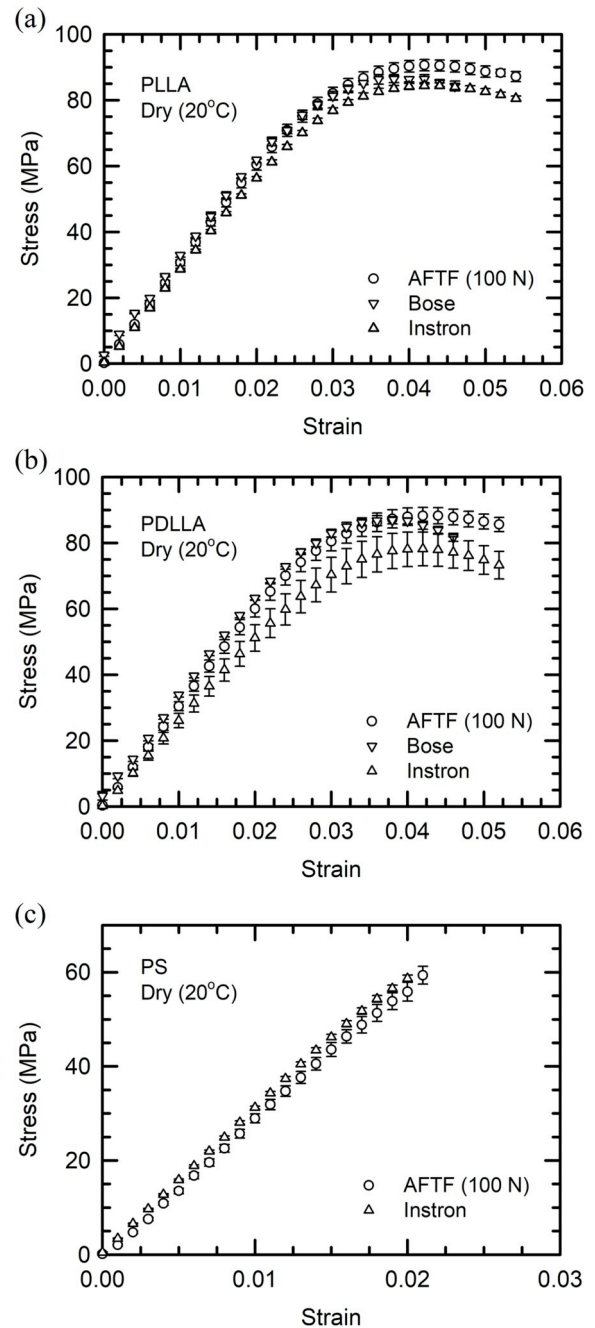 (a)
100
80
60
40
20
0
Stress (MPa)
PLLA
Dry (20°C)
AFTF (100 N)
Bose
Instron
0.00 0.01 0.02 0.03 0.04 0.05 0.06
Strain
(b)
100
80
60
40
20
0
Stress (MPa)
PDLLA
Dry (20°C)
AFTF (100 N)
Bose
Instron
0.00 0.01 0.02 0.03 0.04 0.05 0.06
Strain
(c)
60
40
20
0
Stress (MPa)
PS
Dry (20°C)
AFTF (100 N)
Instron
0.00 0.01 0.02 0.03
Strain